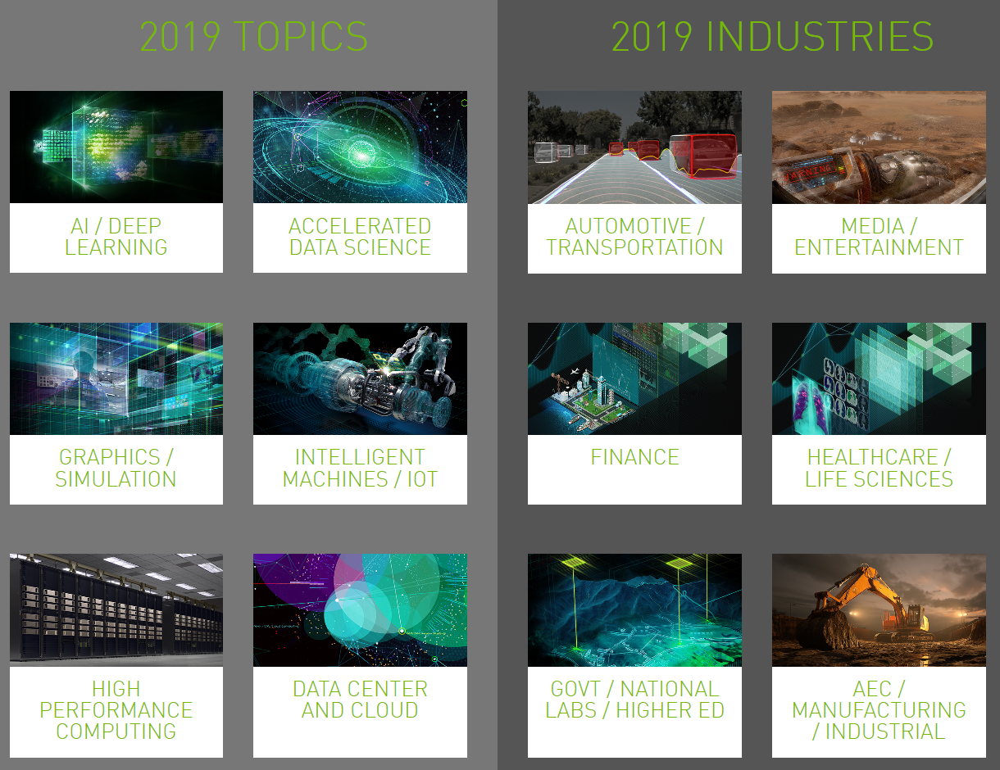 2019 TOPICS
AI / DEEP
LEARNING
ACCELERATED
DATA SCIENCE
GRAPHICS /
SIMULATION
INTELLIGENT
MACHINES / IOT
HIGH
PERFORMANCE
COMPUTING
DATA CENTER
AND CLOUD
2019 INDUSTRIES
AUTOMOTIVE /
TRANSPORTATION
WARNING
MEDIA /
ENTERTAINMENT
FINANCE
HEALTHCARE /
LIFE SCIENCES
GOVT / NATIONAL
LABS / HIGHER ED
AEC /
MANUFACTURING
/ INDUSTRIAL